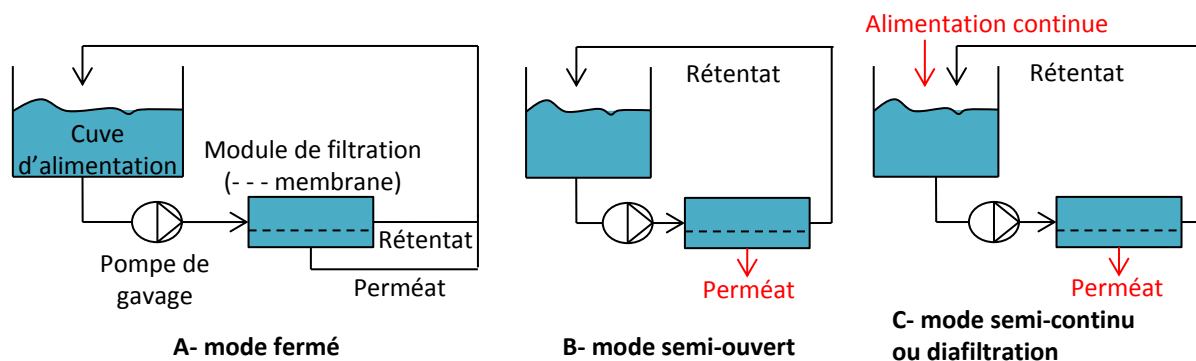 Cuve
d'alimentation
Module de filtration
(- - - membrane)
Rétentat
Pompe de
gavage
Perméat
A- mode fermé
Rétentat
Perméat
B- mode semi-ouvert
Alimentation continue
Rétentat
Perméat
C- mode semi-continu
ou diafiltration